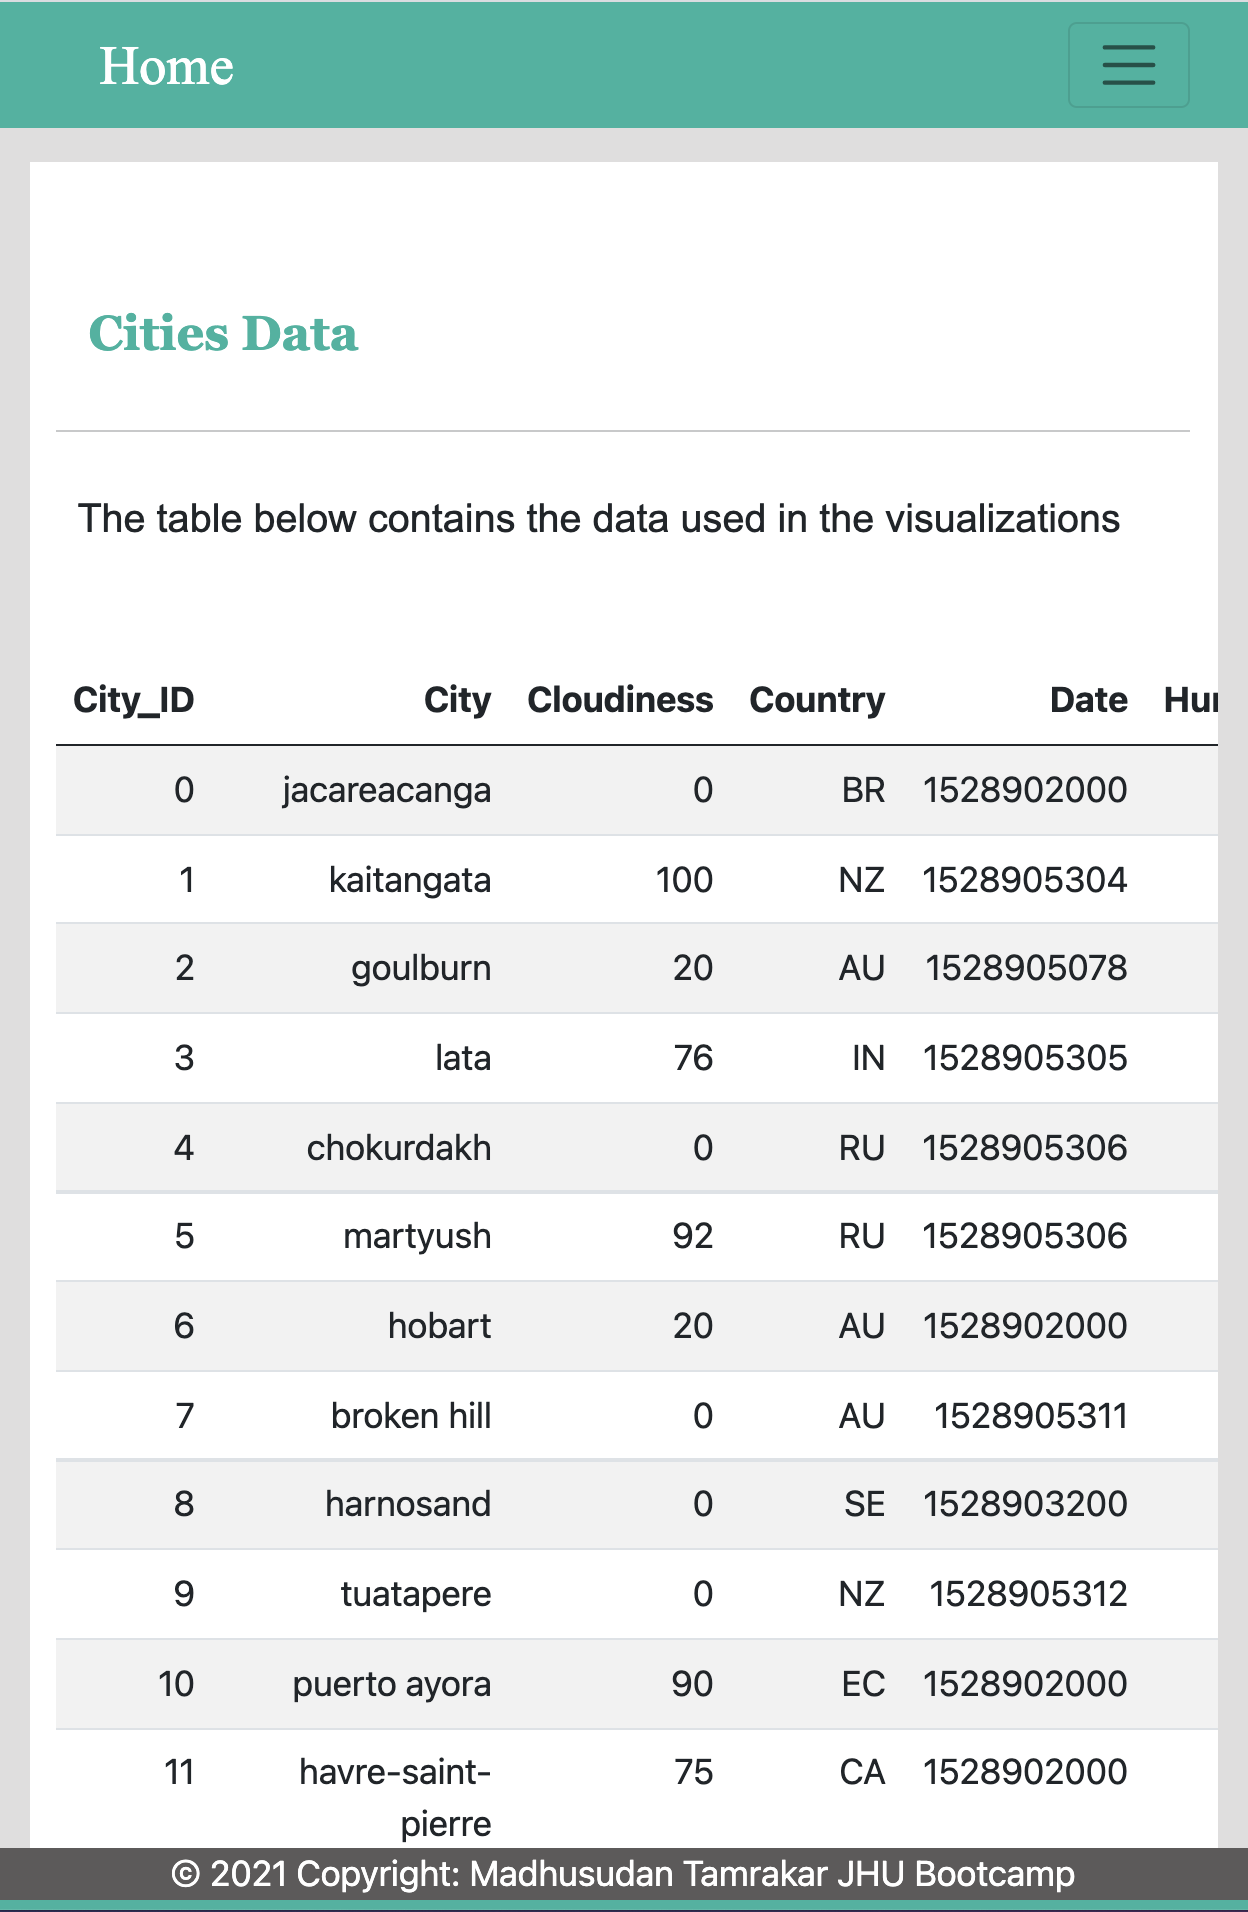 Home
Cities Data
The table below contains the data used in the visualizations
City_ID City Cloudiness Country Date
0 jacareacanga 0 BR 1528902000
1 kaitangata 100 NZ 1528905304
2 goulburn 20 AU 1528905078
3 lata 76 IN 1528905305
4 chokurdakh 0 RU 1528905306
5 martyush 92 RU 1528905306
6 hobart 20 AU 1528902000
7 broken hill 0 AU 1528905311
8 harnosand 0 SE 1528903200
9 tuatapere 0 NZ 1528905312
10 puerto ayora 90 EC 1528902000
11 havre-saint- 75 CA 1528902000
pierre
© 2021 Copyright: Madhusudan Tamrakar JHU Bootcamp